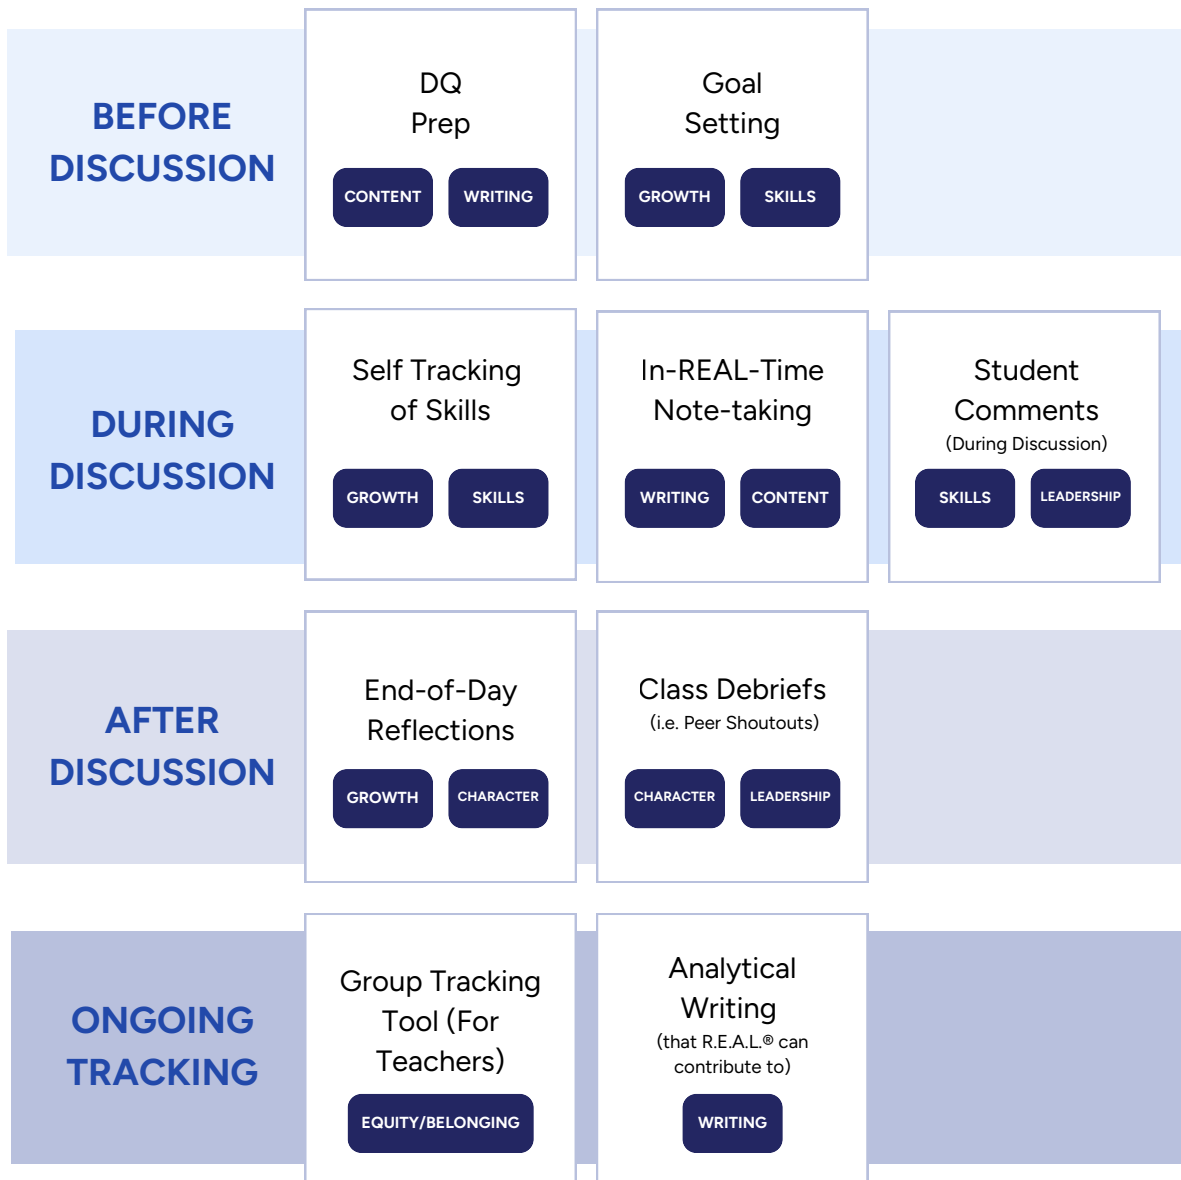 BEFORE
DISCUSSION
DQ
Prep
CONTENT
WRITING
Goal
Setting
GROWTH
SKILLS
DURING
DISCUSSION
Self Tracking
of Skills
GROWTH
SKILLS
In-REAL-Time
Note-taking
WRITING
CONTENT
Student
Comments
(During Discussion)
SKILLS
LEADERSHIP
AFTER
DISCUSSION
End-of-Day
Reflections
GROWTH
CHARACTER
Class Debriefs
(i.e. Peer Shoutouts)
CHARACTER
LEADERSHIP
ONGOING
TRACKING
Group Tracking
Tool (For
Teachers)
EQUITY/BELONGING
Analytical
Writing
(that R.E.A.L.® can
contribute to)
WRITING